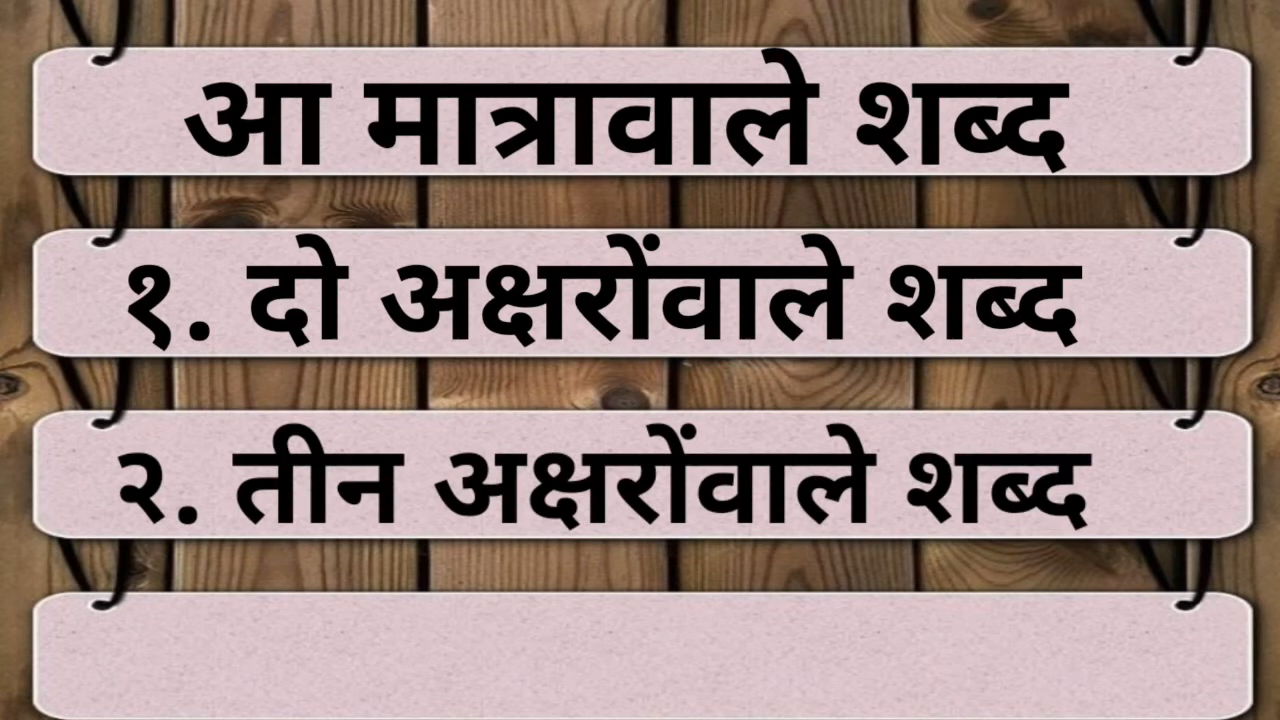 आ मात्रावाले शब्द
१. दो अक्षरोंवाले शब्द
२. तीन अक्षरोंवाले शब्द